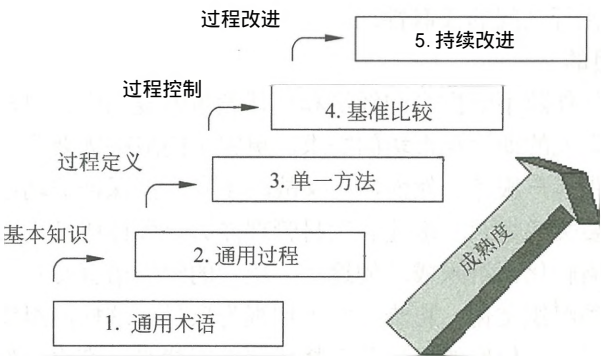 过程改进
5. 持续改进
过程控制
4. 基准比较
过程定义
3. 单一方法
基本知识
2. 通用过程
1. 通用术语
成熟度